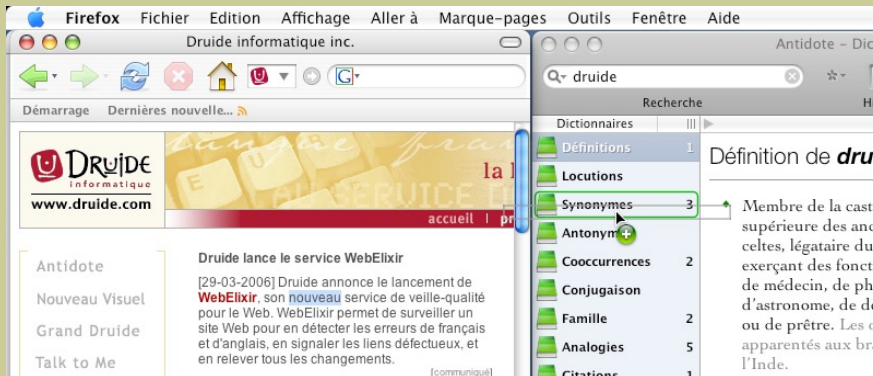 Firefox Fichier Edition Affichage Aller à Marque-pages Outils Fenêtre Aide
Druide informatique inc.
G
Démarrage Dernières nouvelle...
DRUIDE
informatique
www.druide.com
langue
la
AU SERVICE
accueil |
Antidote
Nouveau Visuel
Grand Druide
Talk to Me
Druide lance le service WebElixir
[29-03-2006] Druide annonce le lancement de
WebElixir, son nouveau service de veille-qualité
pour le Web. WebElixir permet de surveiller un
site Web pour en détecter les erreurs de français
et d'anglais, en signaler les liens défectueux, et
en relever tous les changements.
[communiqué]
Antidote – Dic
druide
Recherche
H
Dictionnaires
Définitions 1
Locutions
Synonymes 3
Antonym
Cooccurrences 2
Conjugaison
Famille 2
Analogies 5
Citations 1
Définition de dru
Membre de la cast
supérieure des anc
celtes, légataire du
exerçant des fonct
de médecin, de ph
d'astronome, de d
ou de prêtre. Les
apparentés aux bra
l'Inde.